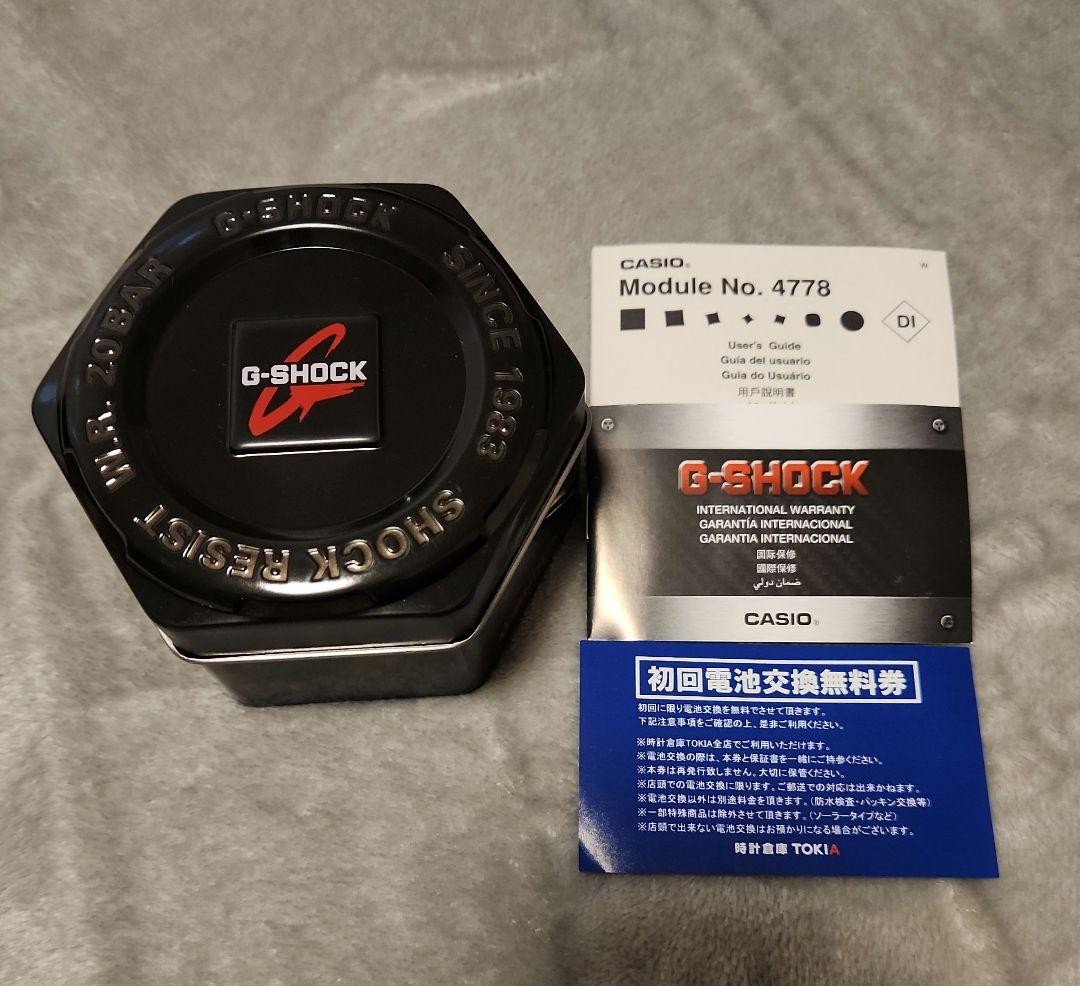 G-SHOCK
SINCE 1983
SHOCK RESIST
W.R. 20BAR
G-SHOCK
CASIO®
W
Module No. 4778
DI
User's Guide
Guía del usuario
Guia do Usuário
用戶說明書
G-SHOCK
INTERNATIONAL WARRANTY
GARANTÍA INTERNACIONAL
GARANTIA INTERNACIONAL
国际保修
國際保修
ضمان دولي
CASIO®
初回電池交換無料券
初回に限り電池交換を無料でさせて頂きます。
下記注意事項をご確認の上、是非ご利用ください。
※時計倉庫TOKIA全店でご利用いただけます。
※電池交換の際は、本券と保証書を一緒にご持参ください。
※本券は再発行致しません。大切に保管ください。
※店頭での電池交換に限ります。ご郵送での対応は出来かねます。
※電池交換以外は別途料金を頂きます。(防水検査・パッキン交換等)
※一部特殊商品は除外させて頂きます。(ソーラータイプなど)
※店頭で出来ない電池交換はお預かりになる場合がございます。
時計倉庫 TOKIA